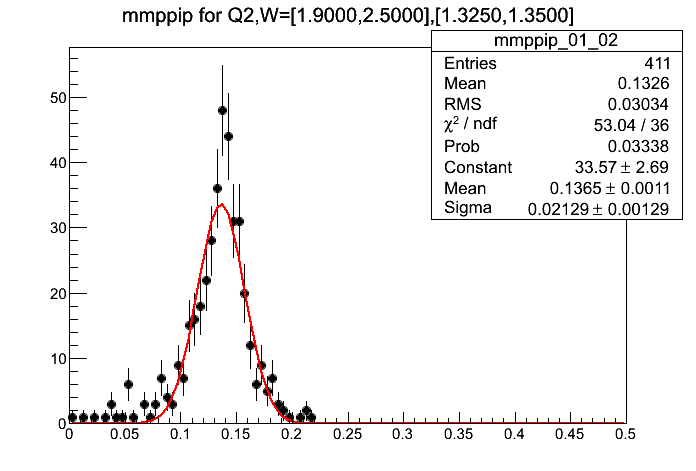 mmppip for Q2,W=[1.9000,2.5000],[1.3250,1.3500]
mmppip_01_02
Entries 411
Mean 0.1326
RMS 0.03034
χ² / ndf 53.04 / 36
Prob 0.03338
Constant 33.57 ± 2.69
Mean 0.1365 ± 0.0011
Sigma 0.02129 ± 0.00129
50
40
30
20
10
0
0 0.05 0.1 0.15 0.2 0.25 0.3 0.35 0.4 0.45 0.5